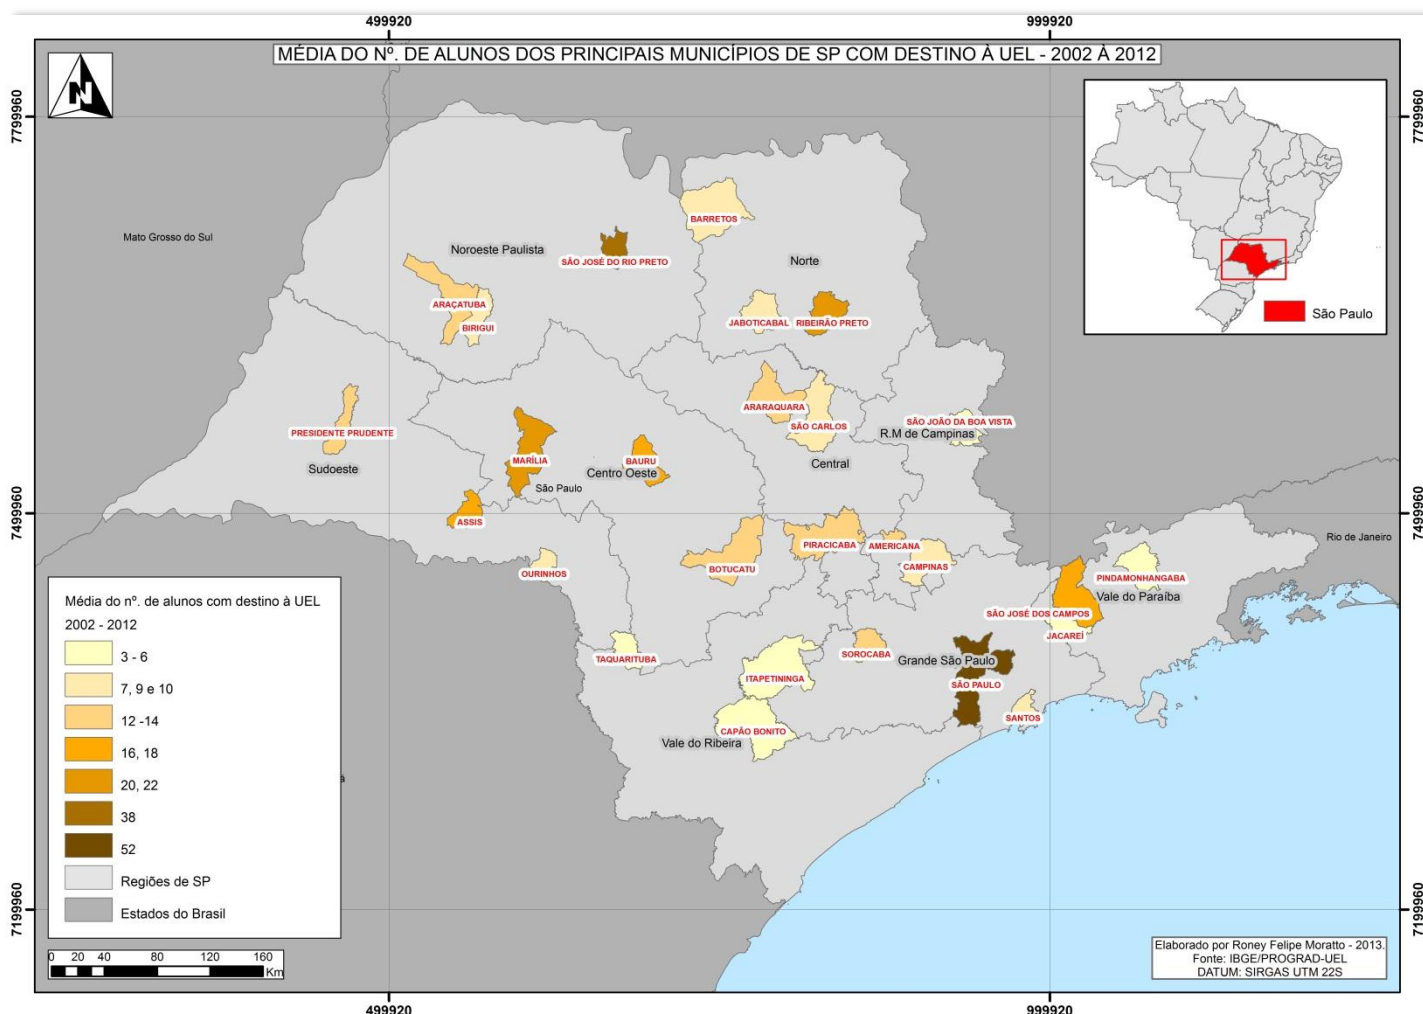 499920
999920
MÉDIA DO Nº. DE ALUNOS DOS PRINCIPAIS MUNICÍPIOS DE SP COM DESTINO À UEL - 2002 À 2012
N
7799960
7799960
São Paulo
Mato Grosso do Sul
Noroeste Paulista
BARRETOS
SÃO JOSÉ DO RIO PRETO
Norte
ARAÇATUBA
BIRIGUI
JABOTICABAL
RIBEIRÃO PRETO
ARARAQUARA
SÃO CARLOS
SÃO JOÃO DA BOA VISTA
R.M de Campinas
PRESIDENTE PRUDENTE
Sudoeste
MARÍLIA
BAURU
Centro Oeste
São Paulo
Central
ASSIS
7499960
7499960
OURINHOS
BOTUCATU
PIRACICABA
AMERICANA
CAMPINAS
Rio de Janeiro
PINDAMONHANGABA
Vale do Paraíba
SÃO JOSÉ DOS CAMPOS
JACAREÍ
TAQUARITUBA
ITAPETININGA
SOROCABA
Grande São Paulo
SÃO PAULO
SANTOS
CAPÃO BONITO
Vale do Ribeira
á
Média do nº. de alunos com destino à UEL
2002 - 2012
3 - 6
7, 9 e 10
12 -14
16, 18
20, 22
38
52
Regiões de SP
Estados do Brasil
7199960
7199960
0 20 40 80 120 160
Km
Elaborado por Roney Felipe Moratto - 2013.
Fonte: IBGE/PROGRAD-UEL
DATUM: SIRGAS UTM 22S
499920
999920